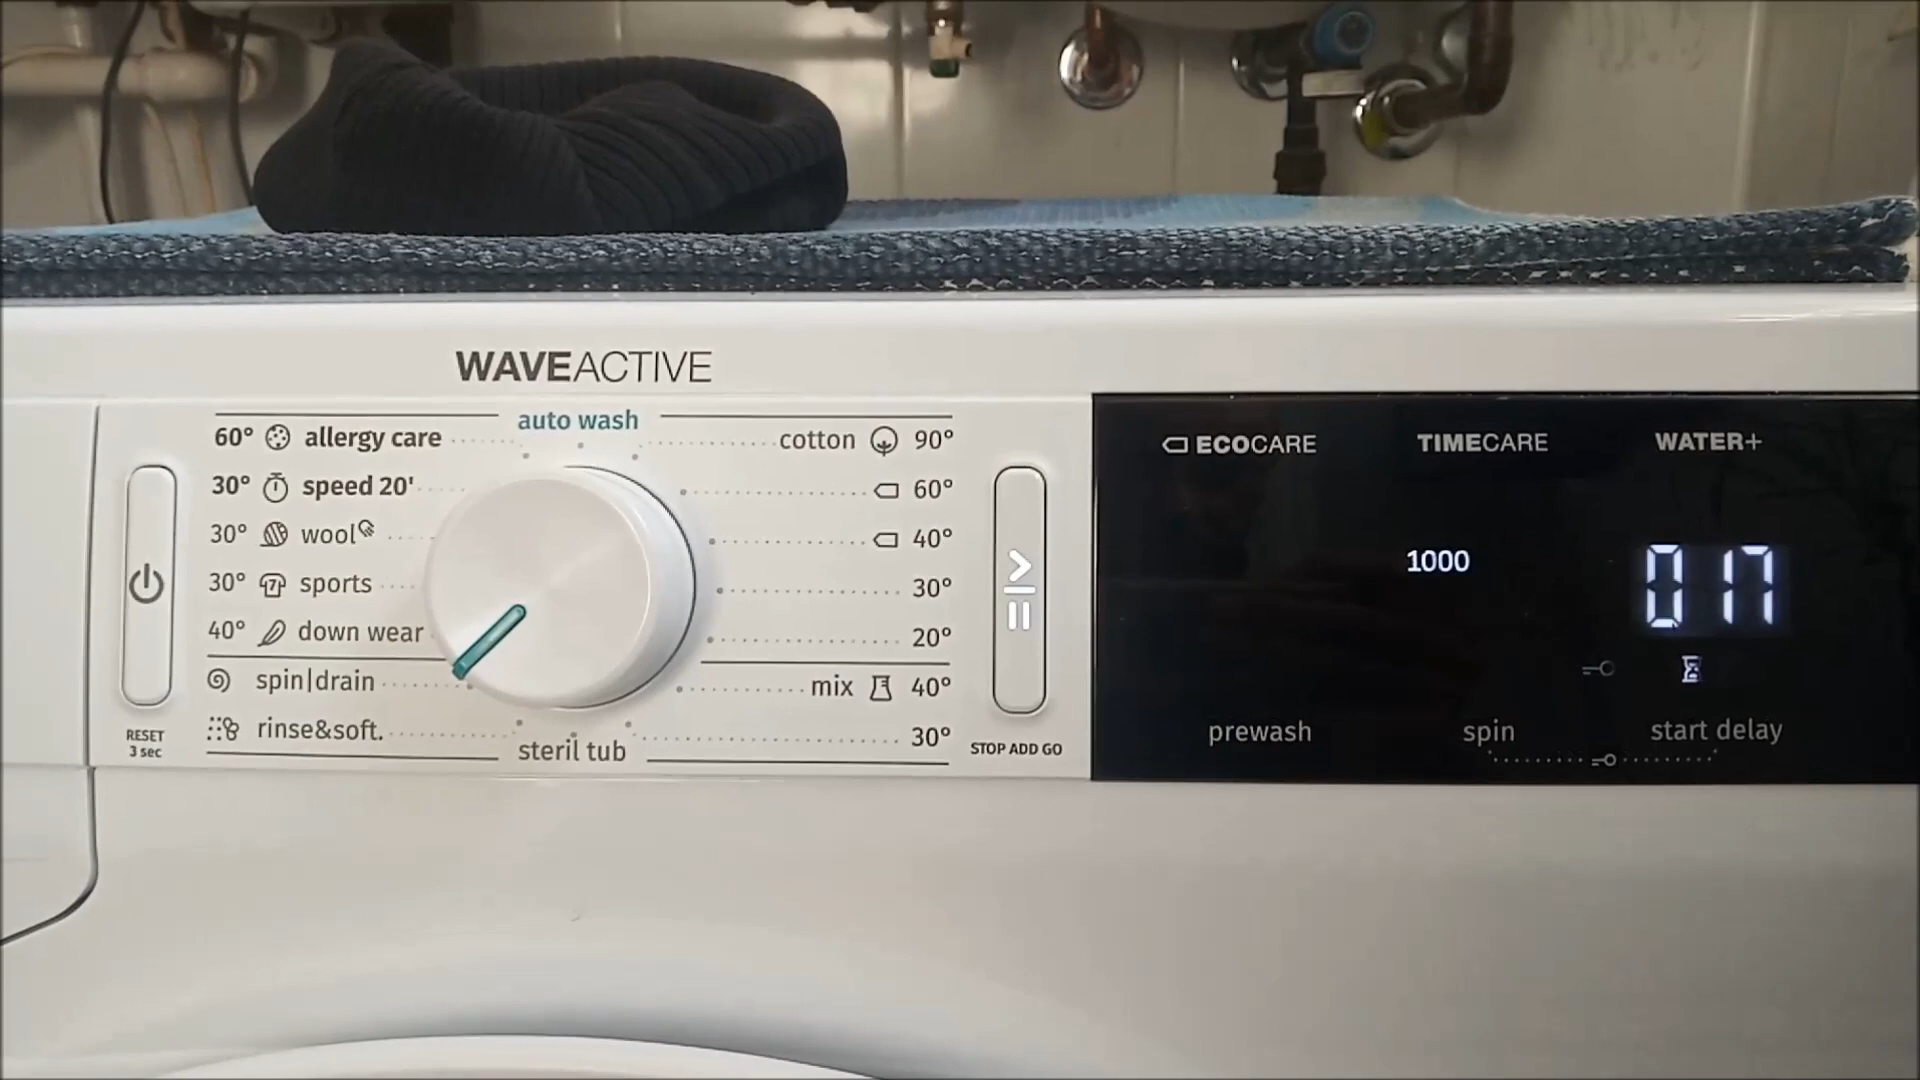 WAVEACTIVE
auto wash
60° allergy care
30° speed 20'
30° wool
30° sports
40° down wear
spin|drain
rinse&soft.
steril tub
cotton 90°
60°
40°
30°
20°
mix 40°
30°
RESET
3 sec
STOP ADD GO
ECOCARE TIMECARE WATER+
1000 017
prewash spin start delay